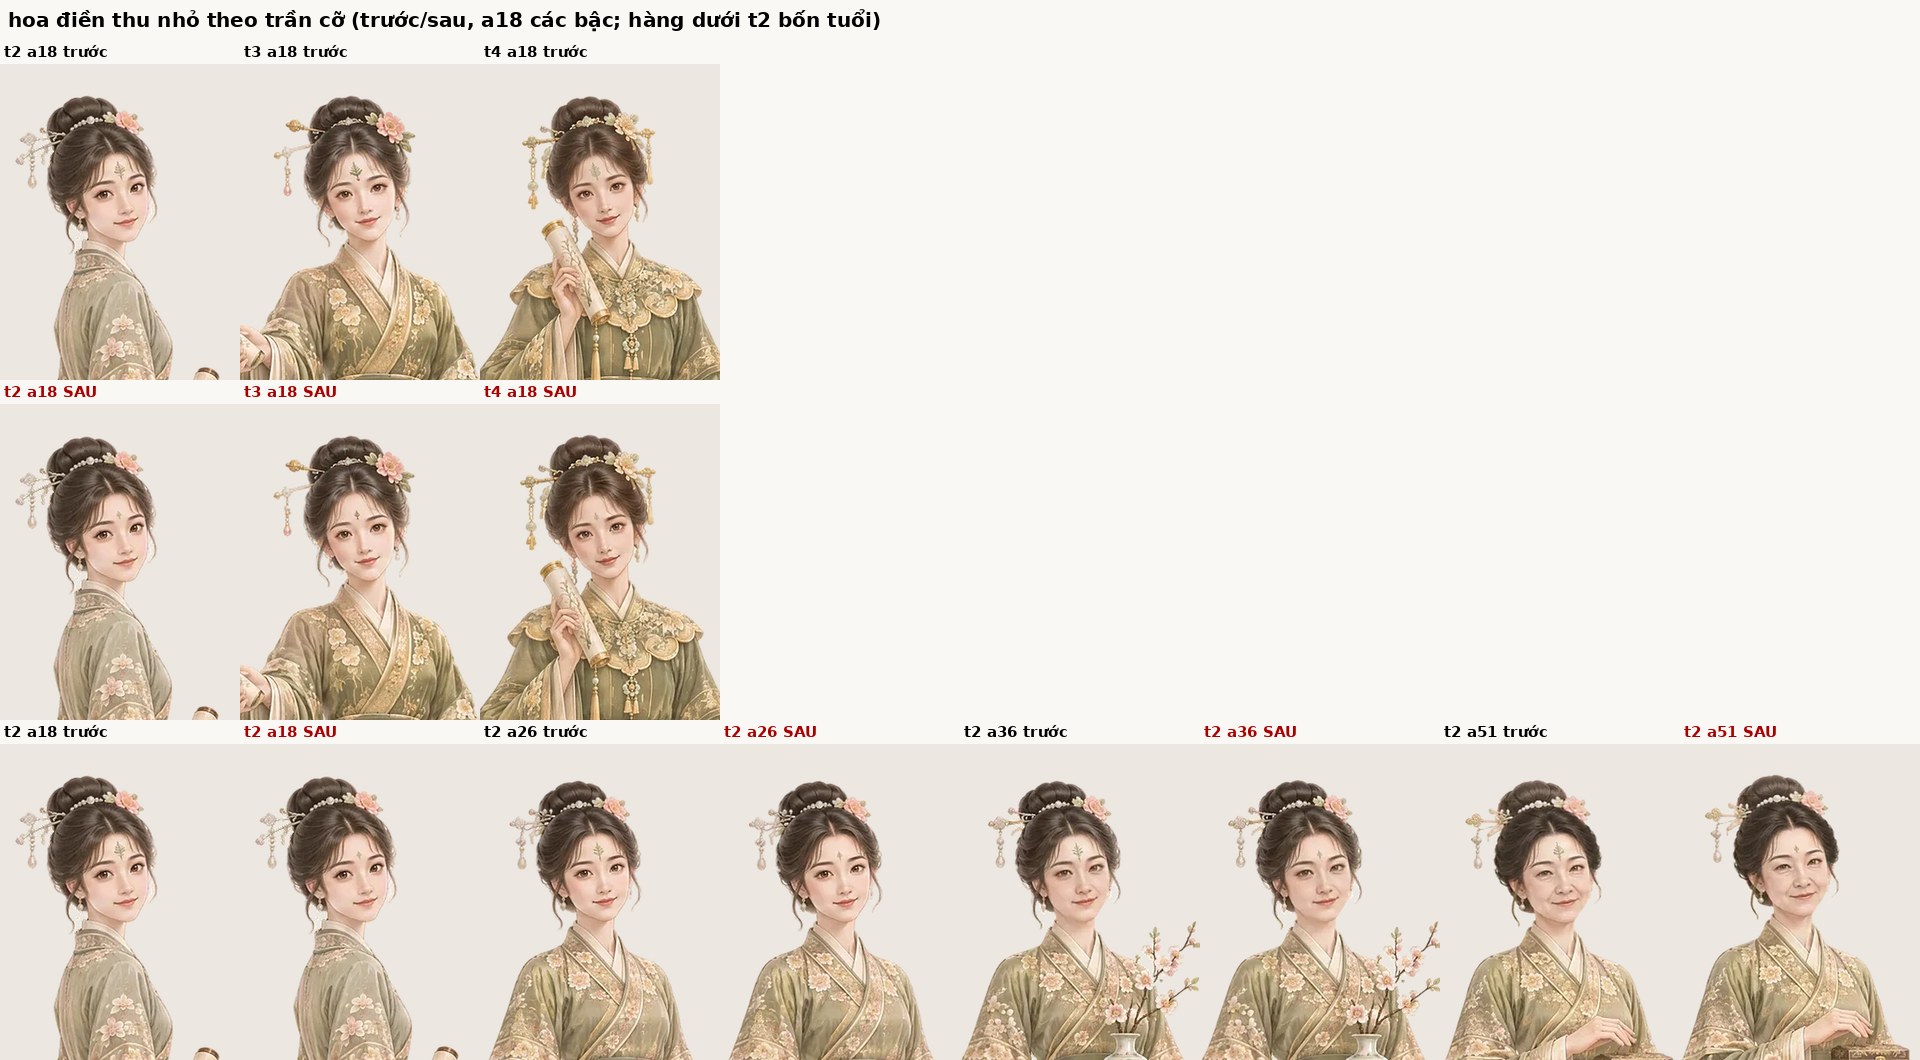 hoa điền thu nhỏ theo trần cỡ (trước/sau, a18 các bậc; hàng dưới t2 bốn tuổi)
t2 a18 trước t3 a18 trước t4 a18 trước
t2 a18 SAU t3 a18 SAU t4 a18 SAU
t2 a18 trước t2 a18 SAU t2 a26 trước t2 a26 SAU t2 a36 trước t2 a36 SAU t2 a51 trước t2 a51 SAU